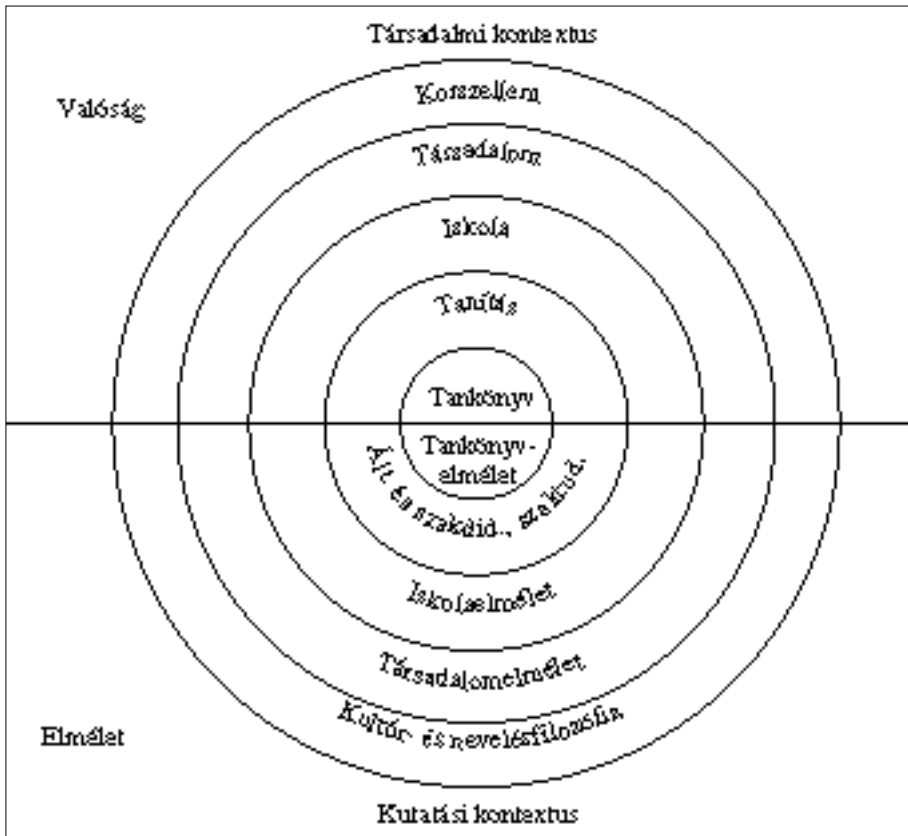 Társadalmi kontextus
Korszellem
Valóság
Társadalom
Iskola
Tanítás
Tankönyv
Tankönyv-
elmélet
Ált. és szakdid., szaktud.
Iskolaelmélet
Társadalomelmélet
Kultúr- és nevelésfilozófia
Elmélet
Kutatási kontextus